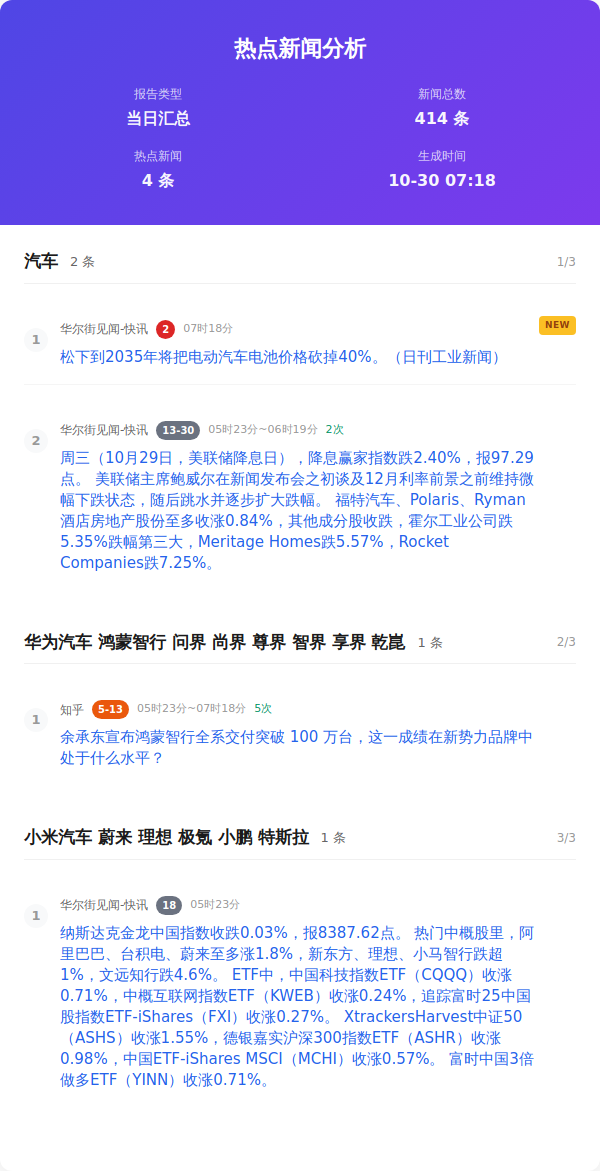 热点新闻分析
报告类型
新闻总数
当日汇总
414 条
热点新闻
生成时间
4 条
10-30 07:18
汽车 2 条 1/3
1 华尔街见闻-快讯 2 07时18分 NEW
松下到2035年将把电动汽车电池价格砍掉40%。（日刊工业新闻）
2 华尔街见闻-快讯 13-30 05时23分~06时19分 2次
周三（10月29日，美联储降息日），降息赢家指数跌2.40%，报97.29
点。 美联储主席鲍威尔在新闻发布会之初谈及12月利率前景之前维持微
幅下跌状态，随后跳水并逐步扩大跌幅。 福特汽车、Polaris、Ryman
酒店房地产股份至多收涨0.84%，其他成分股收跌，霍尔工业公司跌
5.35%跌幅第三大，Meritage Homes跌5.57%，Rocket
Companies跌7.25%。
华为汽车 鸿蒙智行 问界 尚界 尊界 智界 享界 乾崑 1 条 2/3
1 知乎 5-13 05时23分~07时18分 5次
余承东宣布鸿蒙智行全系交付突破 100 万台，这一成绩在新势力品牌中
处于什么水平？
小米汽车 蔚来 理想 极氪 小鹏 特斯拉 1 条 3/3
1 华尔街见闻-快讯 18 05时23分
纳斯达克金龙中国指数收跌0.03%，报8387.62点。 热门中概股里，阿
里巴巴、台积电、蔚来至多涨1.8%，新东方、理想、小马智行跌超
1%，文远知行跌4.6%。 ETF中，中国科技指数ETF（CQQQ）收涨
0.71%，中概互联网指数ETF（KWEB）收涨0.24%，追踪富时25中国
股指数ETF-iShares（FXI）收涨0.27%。 XtrackersHarvest中证50
（ASHS）收涨1.55%，德银嘉实沪深300指数ETF（ASHR）收涨
0.98%，中国ETF-iShares MSCI（MCHI）收涨0.57%。 富时中国3倍
做多ETF（YINN）收涨0.71%。